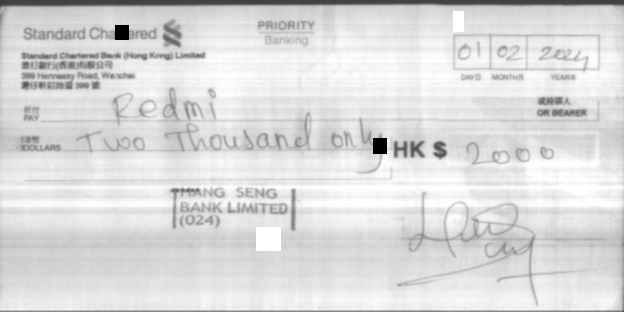 Standard Chartered
PRIORITY
Banking
Standard Chartered Bank (Hong Kong) Limited
渣打銀行(香港)有限公司
399 Hennessy Road, Wanchai.
灣仔軒尼詩道 399 號
01 02 2024
DAY日 MONTH月 YEAR年
祈付
PAY Redmi
或持票人
OR BEARER
港幣
DOLLARS Two Thousand only HK $ 2000
HANG SENG
BANK LIMITED
(024)